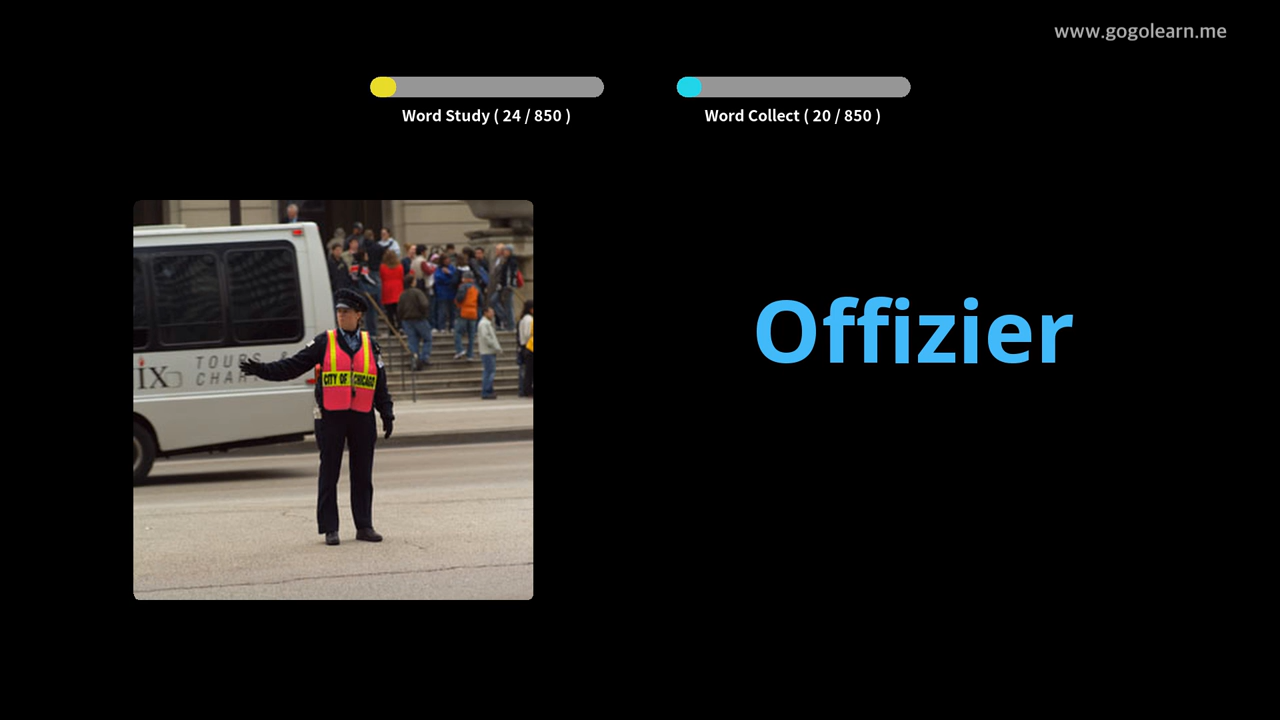 www.gogolearn.me
Word Study ( 24 / 850 )
Word Collect ( 20 / 850 )
Offizier
IX
TOURS &
CHAR
CITY OF CHICAGO